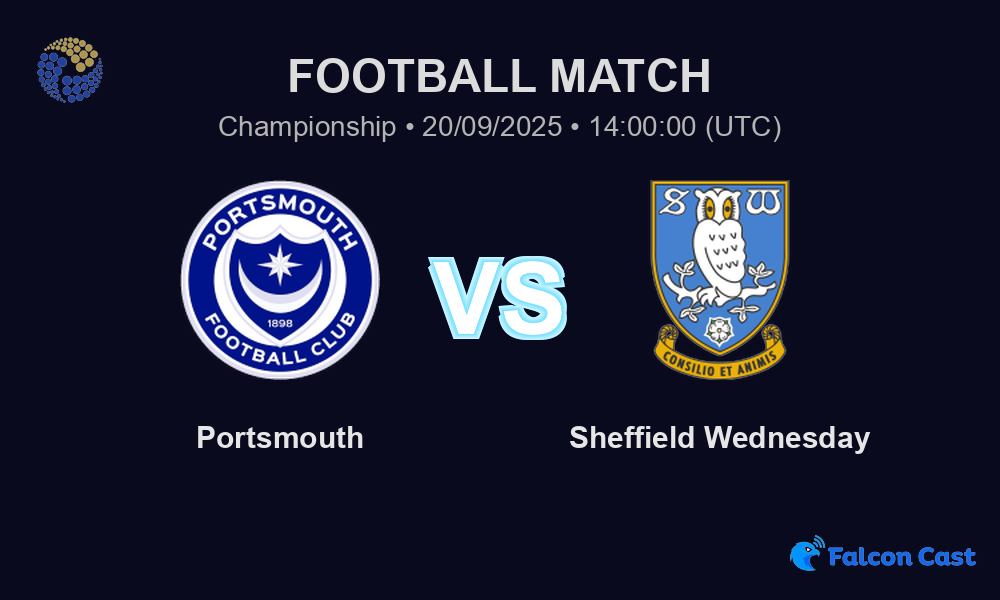 FOOTBALL MATCH
Championship • 20/09/2025 • 14:00:00 (UTC)
PORTSMOUTH
1898
FOOTBALL CLUB
VS
S W
CONSILIO ET ANIMIS
Portsmouth
Sheffield Wednesday
Falcon Cast